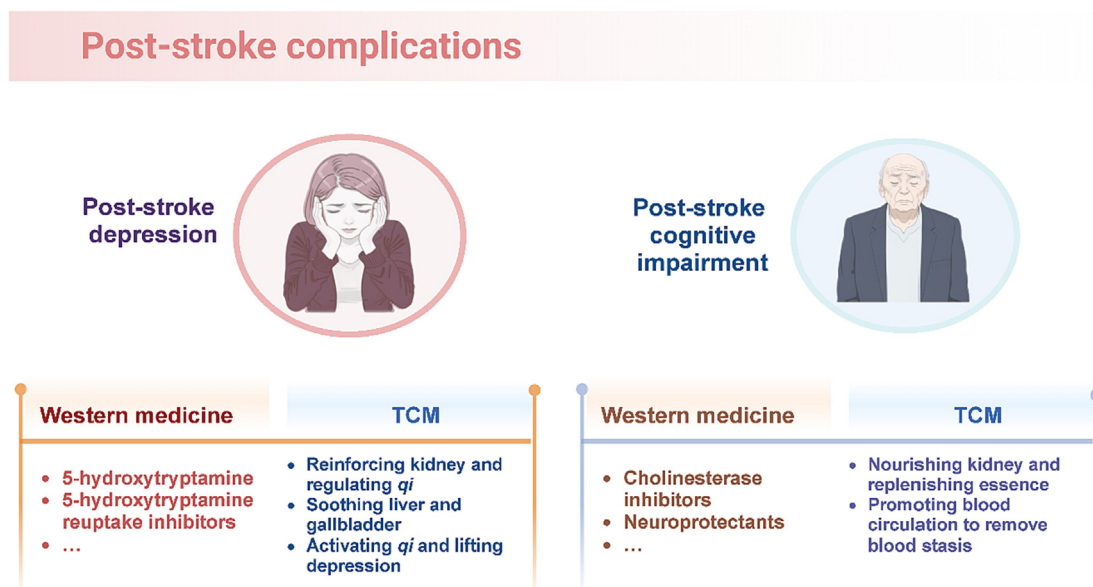 Post-stroke complications
Post-stroke
depression
Post-stroke
cognitive
impairment
Western medicine
TCM
• 5-hydroxytryptamine
• 5-hydroxytryptamine
reuptake inhibitors
• ...
• Reinforcing kidney and
regulating qi
• Soothing liver and
gallbladder
• Activating qi and lifting
depression
Western medicine
TCM
• Cholinesterase
inhibitors
• Neuroprotectants
• ...
• Nourishing kidney and
replenishing essence
• Promoting blood
circulation to remove
blood stasis